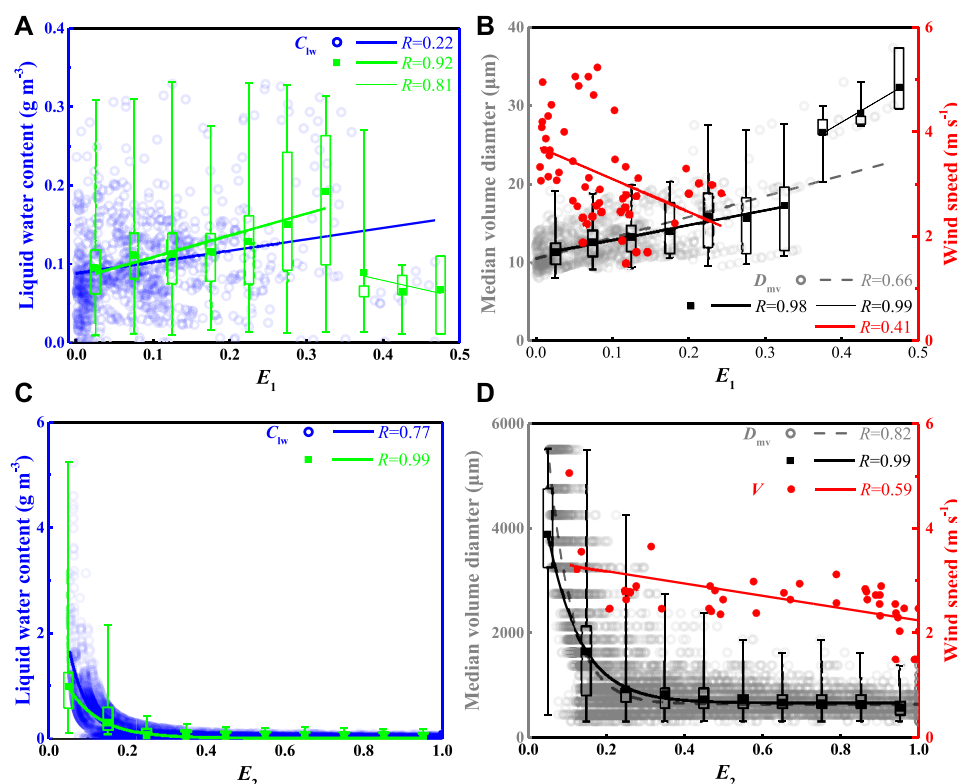 A
0.4
0.3
0.2
0.1
0.0
Liquid water content (g m⁻³)
C_lw
R=0.22
R=0.92
R=0.81
0.0 0.1 0.2 0.3 0.4 0.5
E₁
B
40
30
20
10
0
Median volume diamter (µm)
6
4
2
0
Wind speed (m s⁻¹)
D_mv R=0.66
R=0.98 R=0.99
R=0.41
0.0 0.1 0.2 0.3 0.4 0.5
E₁
C
6
4
2
0
Liquid water content (g m⁻³)
C_lw R=0.77
R=0.99
0.0 0.2 0.4 0.6 0.8 1.0
E₂
D
6000
4000
2000
0
Median volume diamter (µm)
6
4
2
0
Wind speed (m s⁻¹)
D_mv R=0.82
R=0.99
V R=0.59
0.0 0.2 0.4 0.6 0.8 1.0
E₂